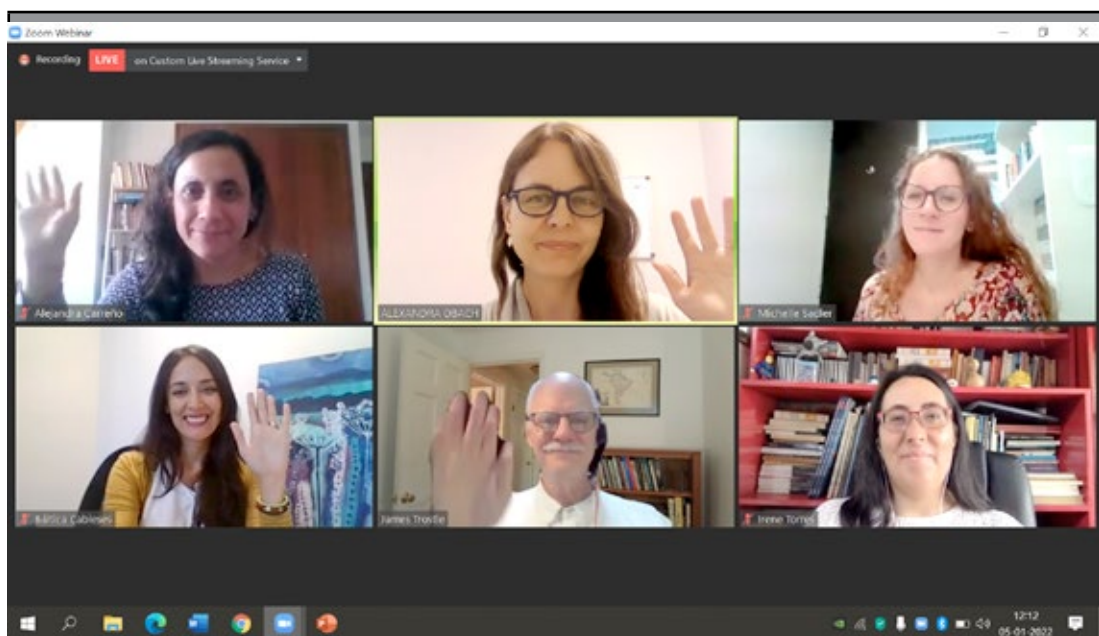 Zoom Webinar
Recording
LIVE
on Custom Live Streaming Service
Alejandra Carreño
ALEXANDRA OBACH
Michelle Sadler
Báltica Cabieses
James Trostle
Irene Torres
12:12
05-01-2022